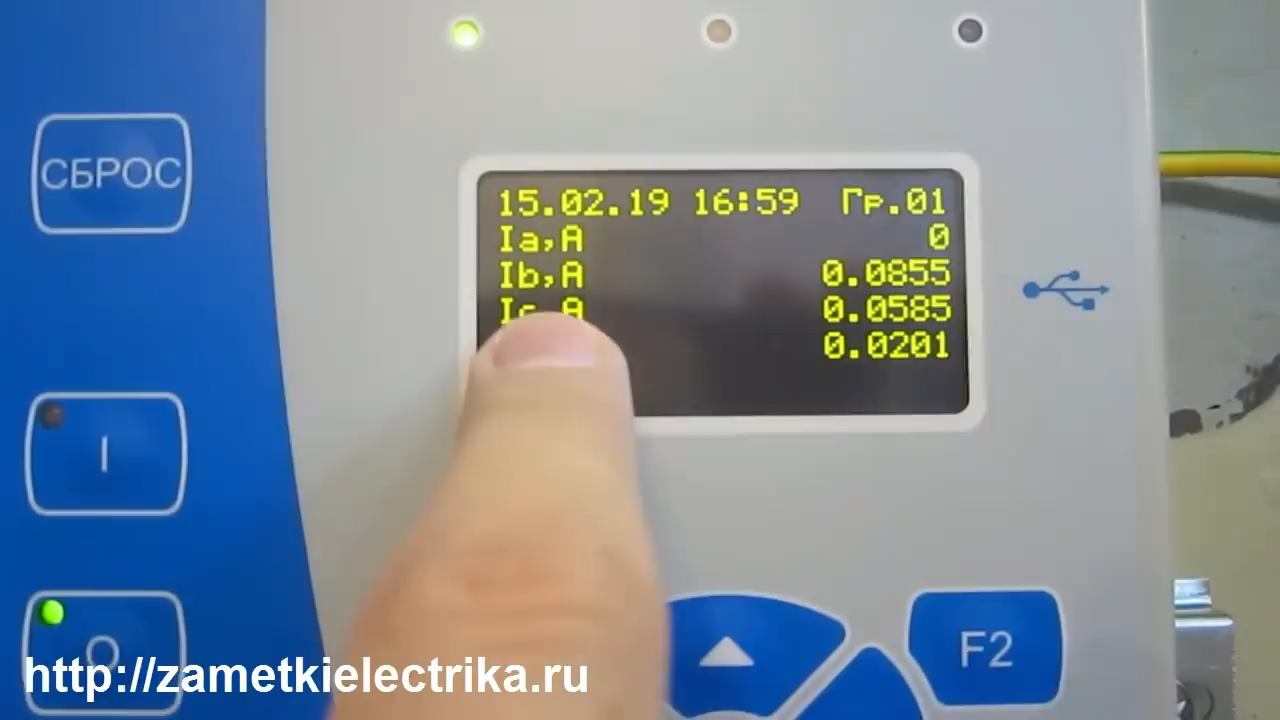 СБРОС
15.02.19 16:59 Гр.01
Ia,A 0
Ib,A 0.0855
Ic,A 0.0585
0.0201
I
O
F2
http://zametkielectrika.ru